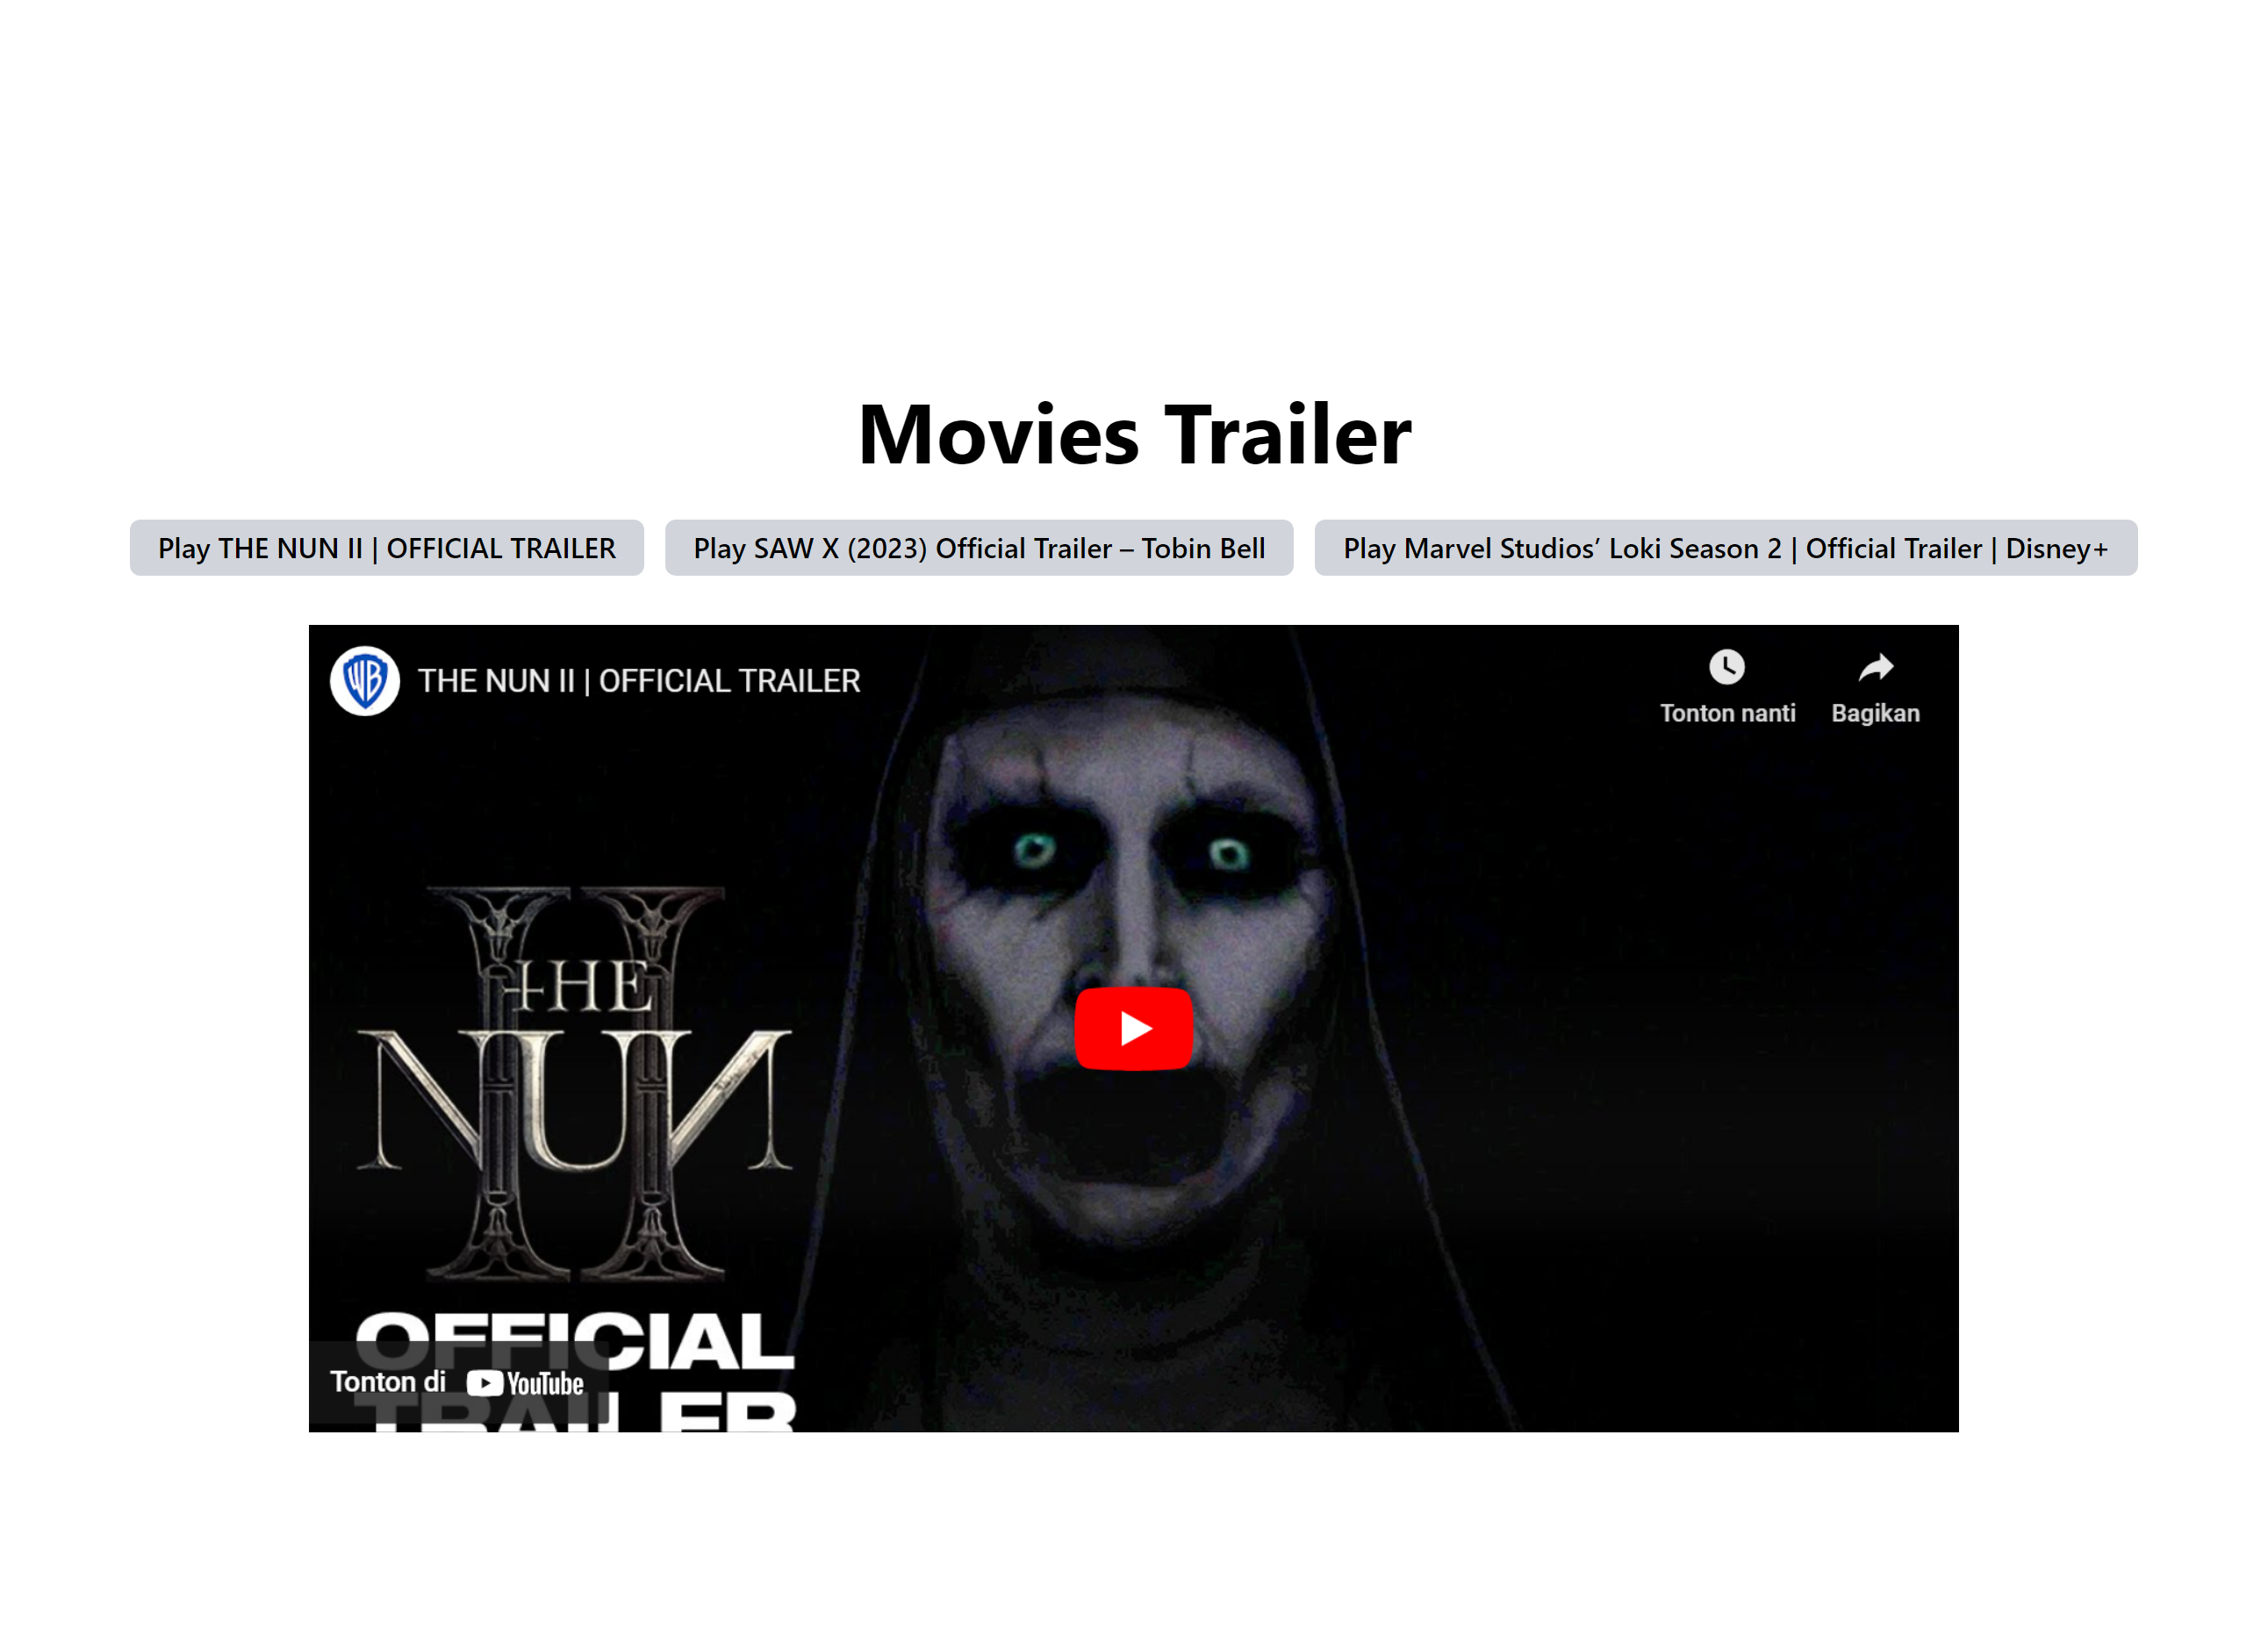 Movies Trailer
Play THE NUN II | OFFICIAL TRAILER
Play SAW X (2023) Official Trailer – Tobin Bell
Play Marvel Studios’ Loki Season 2 | Official Trailer | Disney+
WB
THE NUN II | OFFICIAL TRAILER
Tonton nanti
Bagikan
II
THE
NUN
OFFICIAL
TRAILER
Tonton di YouTube